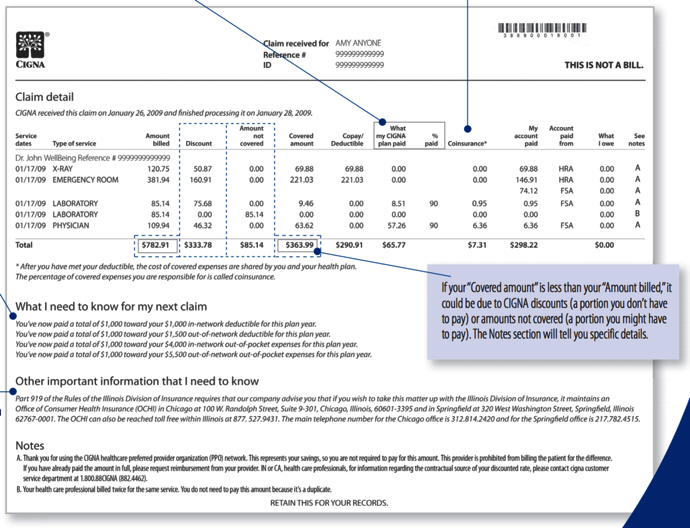 388900018001
CIGNA
Claim received for AMY ANYONE
Reference # 999999999999
ID 999999999999
THIS IS NOT A BILL.
Claim detail
CIGNA received this claim on January 26, 2009 and finished processing it on January 28, 2009.
Service dates Type of service Amount billed Discount Amount not covered Covered amount Copay/ Deductible What my CIGNA plan paid % paid Coinsurance* My account paid Account paid from What I owe See notes
Dr. John WellBeing Reference # 9999999999999
01/17/09 X-RAY 120.75 50.87 0.00 69.88 69.88 0.00 0.00 69.88 HRA 0.00 A
01/17/09 EMERGENCY ROOM 381.94 160.91 0.00 221.03 221.03 0.00 0.00 146.91 HRA 0.00 A
74.12 FSA 0.00 A
01/17/09 LABORATORY 85.14 75.68 0.00 9.46 0.00 8.51 90 0.95 0.95 FSA 0.00 A
01/17/09 LABORATORY 85.14 0.00 85.14 0.00 0.00 0.00 0.00 0.00 0.00 B
01/17/09 PHYSICIAN 109.94 46.32 0.00 63.62 0.00 57.26 90 6.36 6.36 FSA 0.00 A
Total $782.91 $333.78 $85.14 $363.99 $290.91 $65.77 $7.31 $298.22 $0.00
* After you have met your deductible, the cost of covered expenses are shared by you and your health plan.
The percentage of covered expenses you are responsible for is called coinsurance.
If your "Covered amount" is less than your "Amount billed," it
could be due to CIGNA discounts (a portion you don't have
to pay) or amounts not covered (a portion you might have
to pay). The Notes section will tell you specific details.
What I need to know for my next claim
You've now paid a total of $1,000 toward your $1,000 in-network deductible for this plan year.
You've now paid a total of $1,000 toward your $1,500 out-of-network deductible for this plan year.
You've now paid a total of $1,000 toward your $4,000 in-network out-of-pocket expenses for this plan year.
You've now paid a total of $1,000 toward your $5,500 out-of-network out-of-pocket expenses for this plan year.
Other important information that I need to know
Part 919 of the Rules of the Illinois Division of Insurance requires that our company advise you that if you wish to take this matter up with the Illinois Division of Insurance, it maintains an
Office of Consumer Health Insurance (OCHI) in Chicago at 100 W. Randolph Street, Suite 9-301, Chicago, Illinois, 60601-3395 and in Springfield at 320 West Washington Street, Springfield, Illinois
62767-0001. The OCHI can also be reached toll free within Illinois at 877. 527.9431. The main telephone number for the Chicago office is 312.814.2420 and for the Springfield office is 217.782.4515.
Notes
A. Thank you for using the CIGNA healthcare preferred provider organization (PPO) network. This represents your savings, so you are not required to pay for this amount. This provider is prohibited from billing the patient for the difference.
If you have already paid the amount in full, please request reimbursement from your provider. IN or CA, health care professionals, for information regarding the contractual source of your discounted rate, please contact cigna customer
service department at 1.800.88CIGNA (882.4462).
B. Your health care professional billed twice for the same service. You do not need to pay this amount because it's a duplicate.
RETAIN THIS FOR YOUR RECORDS.